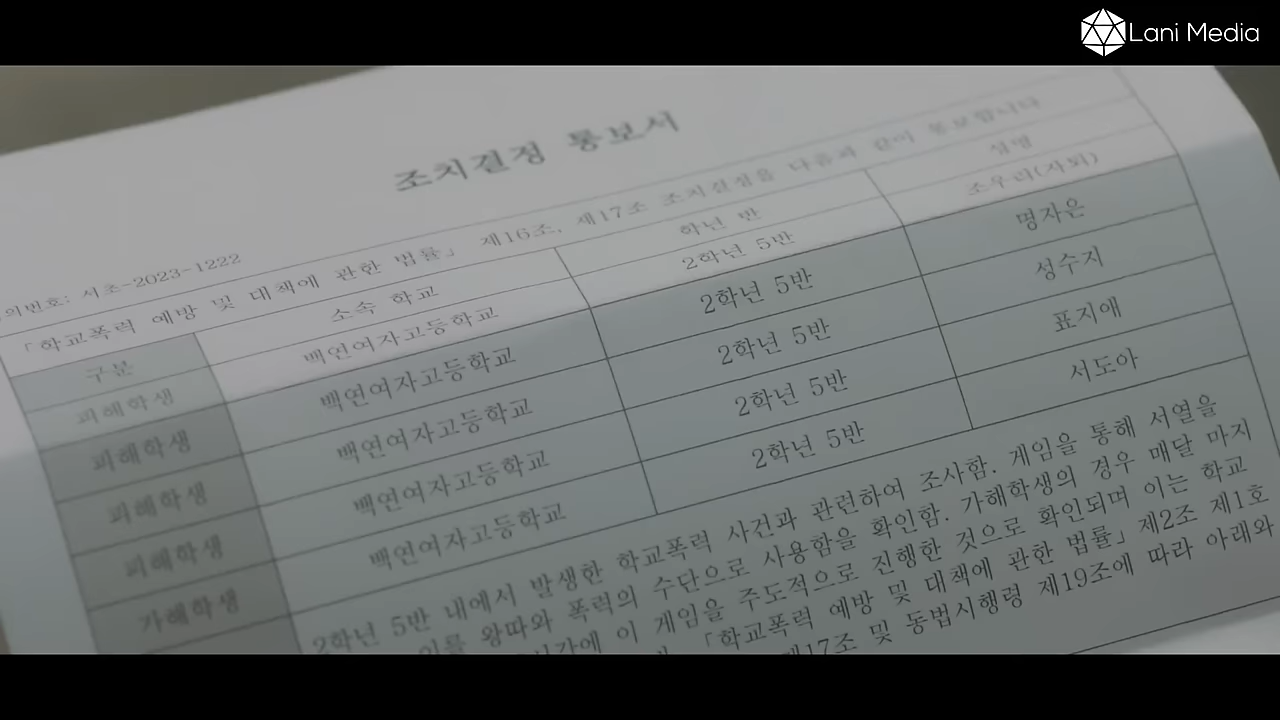 Lani Media
조치결정 통보서
의번호: 서초-2023-1222
「학교폭력 예방 및 대책에 관한 법률」 제16조, 제17조 조치결정을 다음과 같이 통보합니다
구분 소속 학교 학년 반 성명
피해학생 백연여자고등학교 2학년 5반 소우리(자퇴)
피해학생 백연여자고등학교 2학년 5반 명자은
피해학생 백연여자고등학교 2학년 5반 성수지
피해학생 백연여자고등학교 2학년 5반 표지애
가해학생 백연여자고등학교 2학년 5반 서도아
2학년 5반 내에서 발생한 학교폭력 사건과 관련하여 조사함. 게임을 통해 서열을
이를 왕따와 폭력의 수단으로 사용함을 확인함. 가해학생의 경우 매달 마지
시간에 이 게임을 주도적으로 진행한 것으로 확인되며 이는 학교
「학교폭력 예방 및 대책에 관한 법률」 제2조 제1호
제17조 및 동법시행령 제19조에 따라 아래와